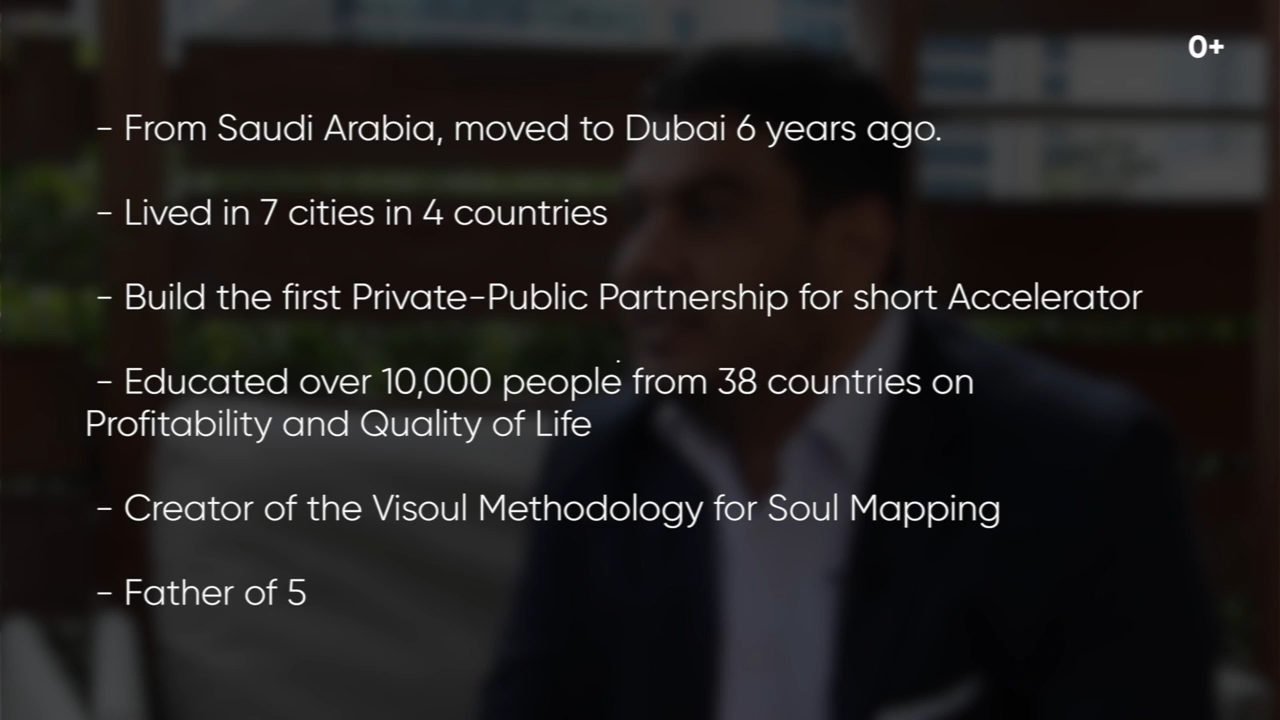 0+
- From Saudi Arabia, moved to Dubai 6 years ago.
- Lived in 7 cities in 4 countries
- Build the first Private-Public Partnership for short Accelerator
- Educated over 10,000 people from 38 countries on
Profitability and Quality of Life
- Creator of the Visoul Methodology for Soul Mapping
- Father of 5